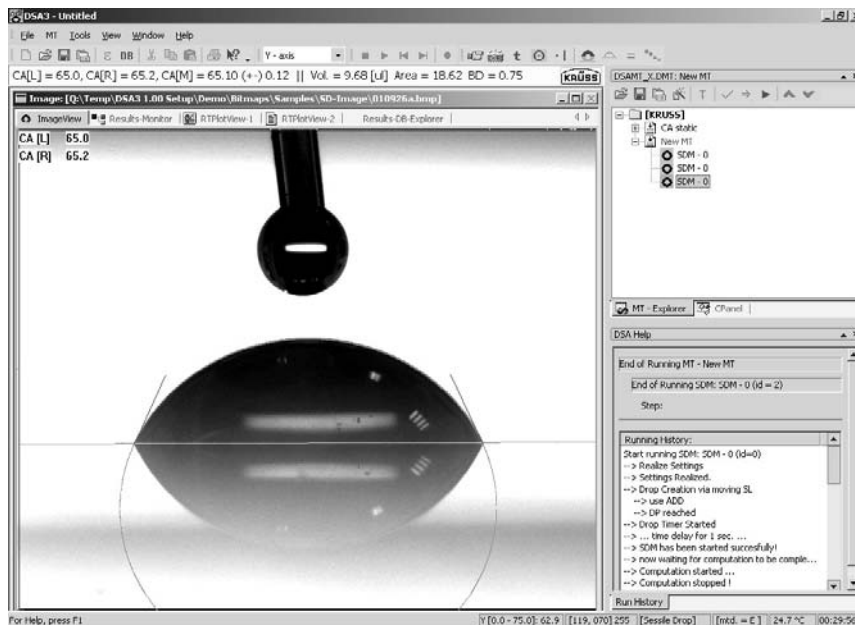 DSA3 - Untitled
File MT Tools View Window Help
DB Y - axis
CA[L] = 65.0, CA[R] = 65.2, CA[M] = 65.10 (+-) 0.12 || Vol. = 9.68 [ul] Area = 18.62 BD = 0.75 KRÜSS
Image: [Q:\Temp\DSA3 1.00 Setup\Demo\Bitmaps\Samples\SD-Image\010926a.bmp]
ImageView Results-Monitor RTPlotView-1 RTPlotView-2 Results-DB-Explorer
CA [L] 65.0
CA [R] 65.2
DSAMT_X.DMT: New MT
[KRUSS]
CA static
New MT
SDM - 0
SDM - 0
SDM - 0
MT - Explorer CPanel
DSA Help
End of Running MT - New MT
End of Running SDM: SDM - 0 (id = 2)
Step:
Running History:
Start running SDM: SDM - 0 (id=0)
--> Realize Settings
--> Settings Realized.
--> Drop Creation via moving SL
--> use ADD
--> DP reached
--> Drop Timer Started
--> ... time delay for 1 sec. ...
--> SDM has been started succesfully!
--> now waiting for computation to be comple...
--> Computation started ...
--> Computation stopped !
Run History
For Help, press F1 Y [0.0 - 75.0]: 62.9 [119, 070] 255 [Sessile Drop] [mtd. = E ] 24.7 °C 00:29:56